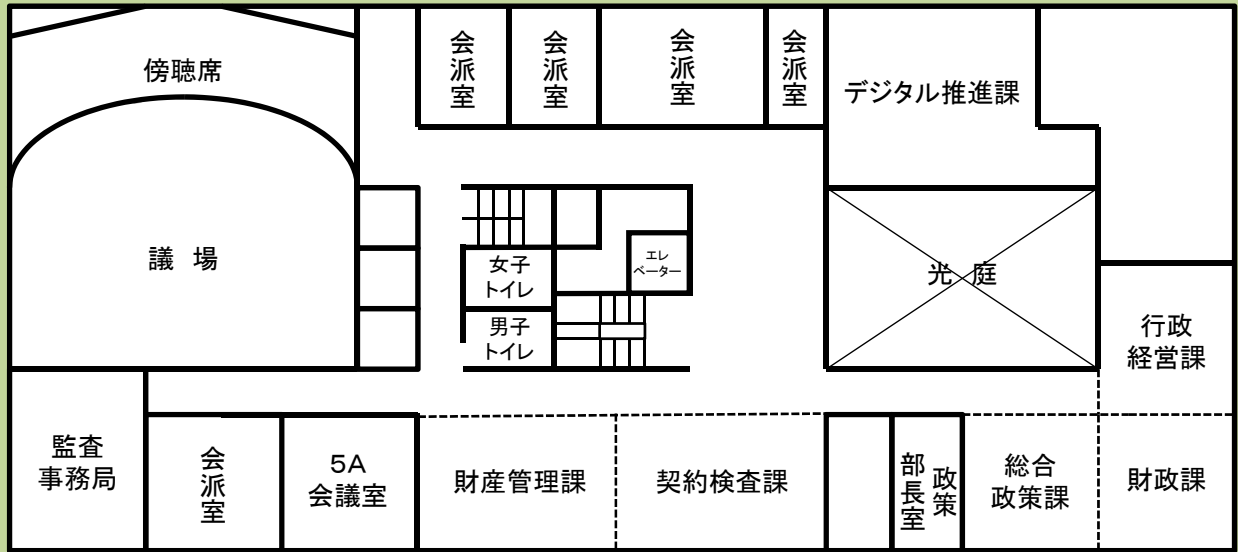 傍聴席
会派室
会派室
会派室
会派室
デジタル推進課
議 場
女子
トイレ
男子
トイレ
エレ
ベーター
光 庭
行政
経営課
監査
事務局
会派室
5A
会議室
財産管理課
契約検査課
政策
部長室
総合
政策課
財政課